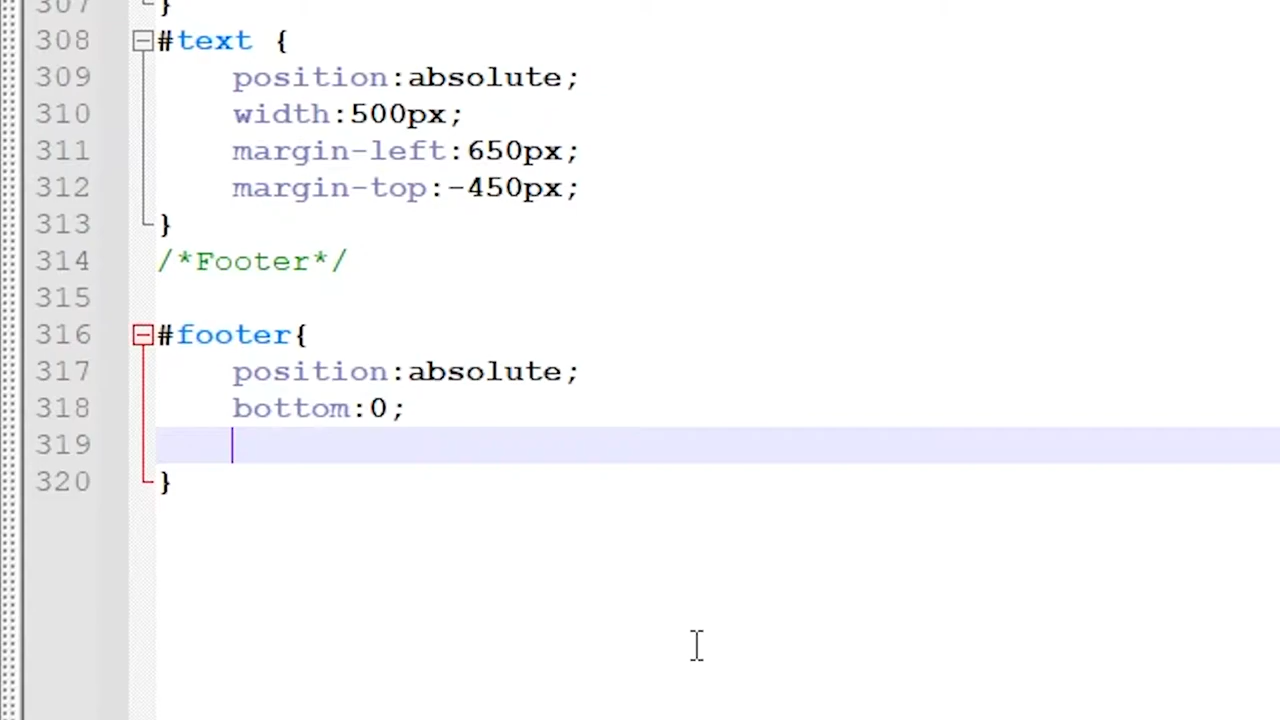 307 }
308 #text {
309 position:absolute;
310 width:500px;
311 margin-left:650px;
312 margin-top:-450px;
313 }
314 /*Footer*/
315
316 #footer{
317 position:absolute;
318 bottom:0;
319
320 }